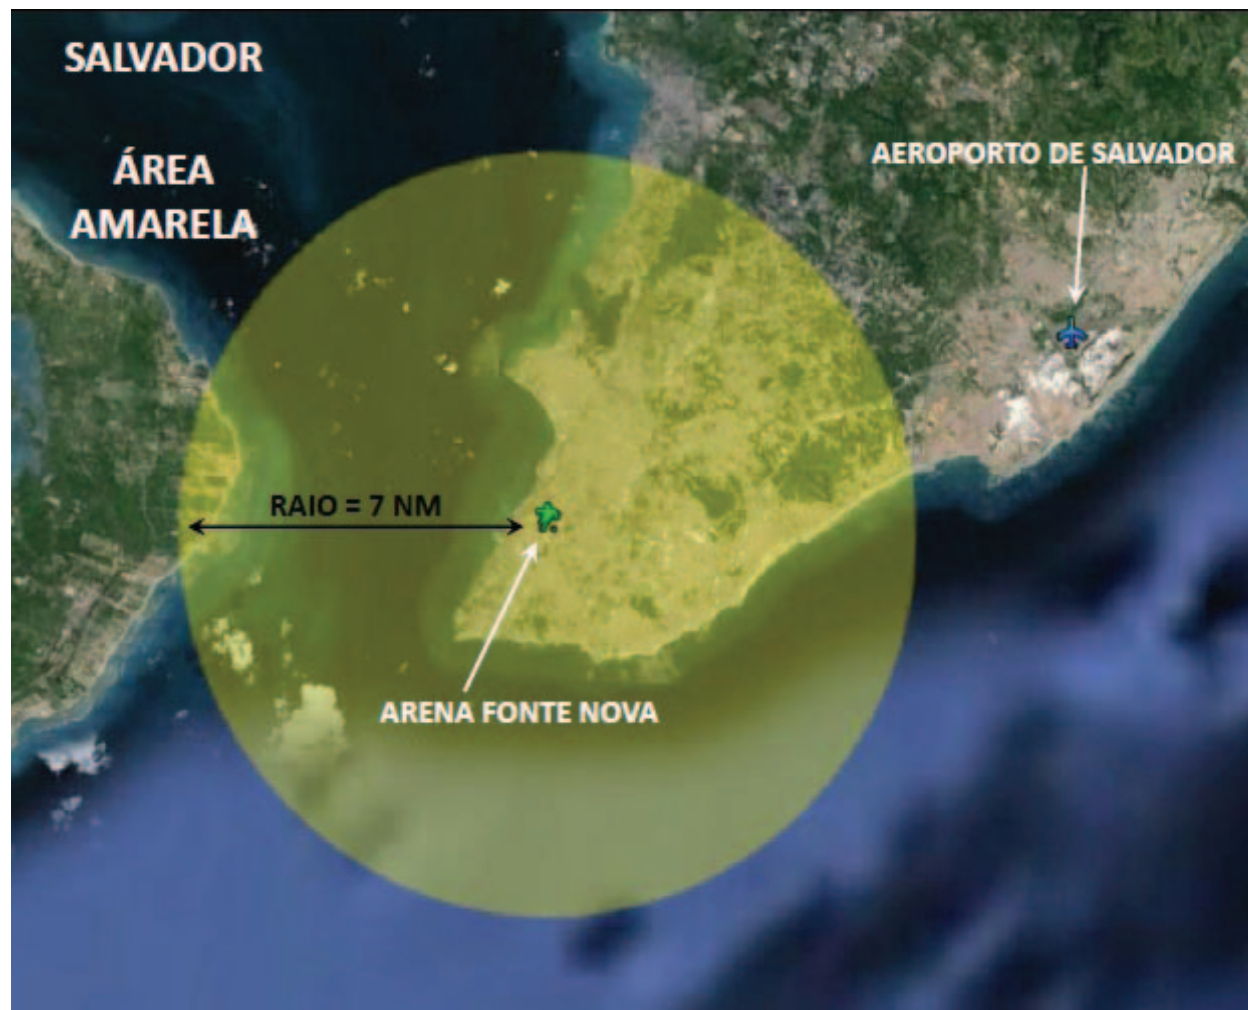 SALVADOR
ÁREA
AMARELA
AEROPORTO DE SALVADOR
RAIO = 7 NM
ARENA FONTE NOVA